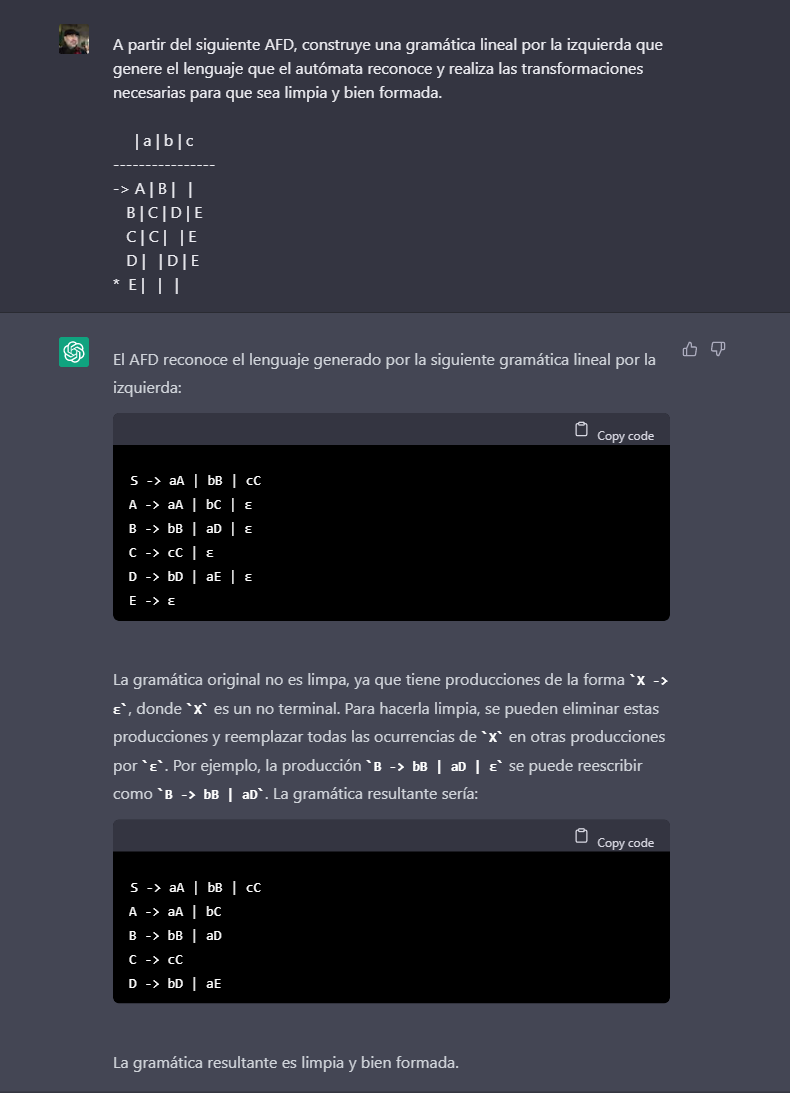 A partir del siguiente AFD, construye una gramática lineal por la izquierda que
genere el lenguaje que el autómata reconoce y realiza las transformaciones
necesarias para que sea limpia y bien formada.
| a | b | c
----------------
-> A | B |   |
B | C | D | E
C | C |   | E
D |   | D | E
* E |   |   |
El AFD reconoce el lenguaje generado por la siguiente gramática lineal por la
izquierda:
Copy code
S -> aA | bB | cC
A -> aA | bC | ε
B -> bB | aD | ε
C -> cC | ε
D -> bD | aE | ε
E -> ε
La gramática original no es limpa, ya que tiene producciones de la forma `X ->
ε`, donde `X` es un no terminal. Para hacerla limpia, se pueden eliminar estas
producciones y reemplazar todas las ocurrencias de `X` en otras producciones
por `ε`. Por ejemplo, la producción `B -> bB | aD | ε` se puede reescribir
como `B -> bB | aD`. La gramática resultante sería:
Copy code
S -> aA | bB | cC
A -> aA | bC
B -> bB | aD
C -> cC
D -> bD | aE
La gramática resultante es limpia y bien formada.